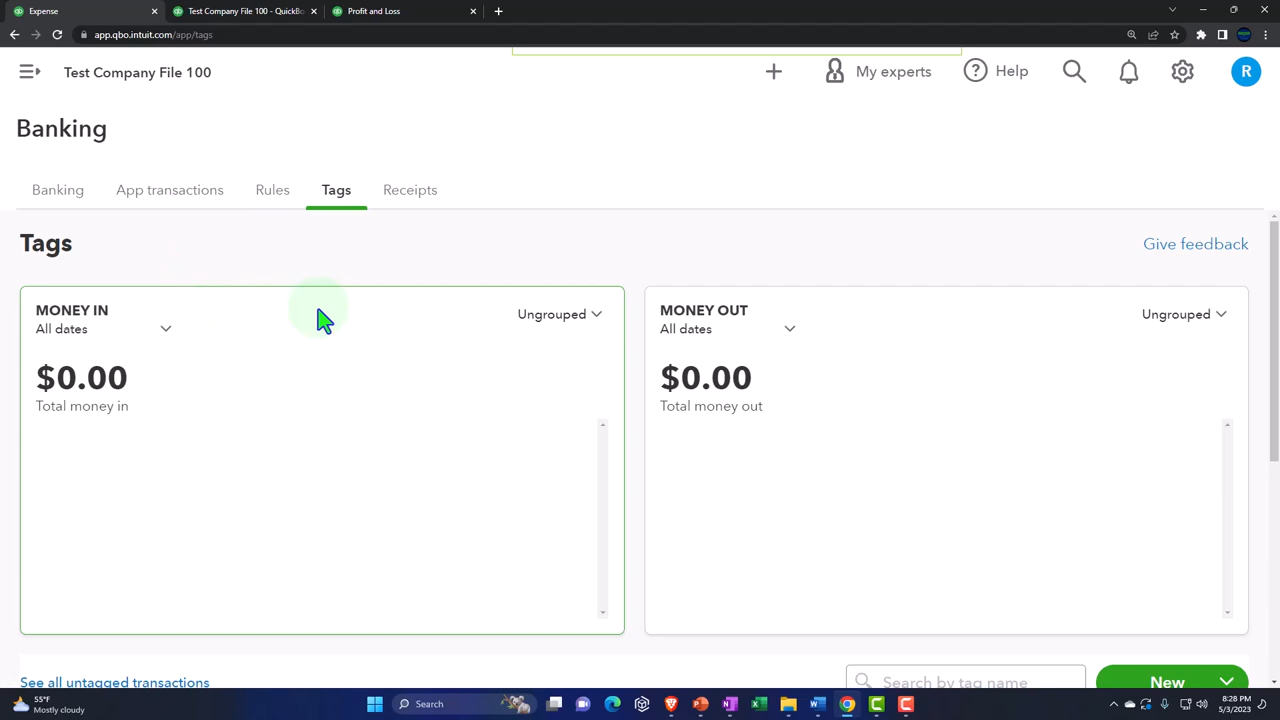 Expense
Test Company File 100 - QuickBo
Profit and Loss
app.qbo.intuit.com/app/tags
Test Company File 100
My experts
Help
R
Banking
Banking
App transactions
Rules
Tags
Receipts
Tags
Give feedback
MONEY IN
All dates
Ungrouped
$0.00
Total money in
MONEY OUT
All dates
Ungrouped
$0.00
Total money out
See all untagged transactions
Search by tag name
New
55°F
Mostly cloudy
Search
8:28 PM
5/3/2023